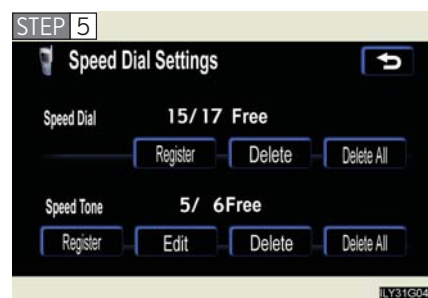 STEP 5
Speed Dial Settings
Speed Dial 15/17 Free
Register Delete Delete All
Speed Tone 5/ 6Free
Register Edit Delete Delete All
ILY31G04